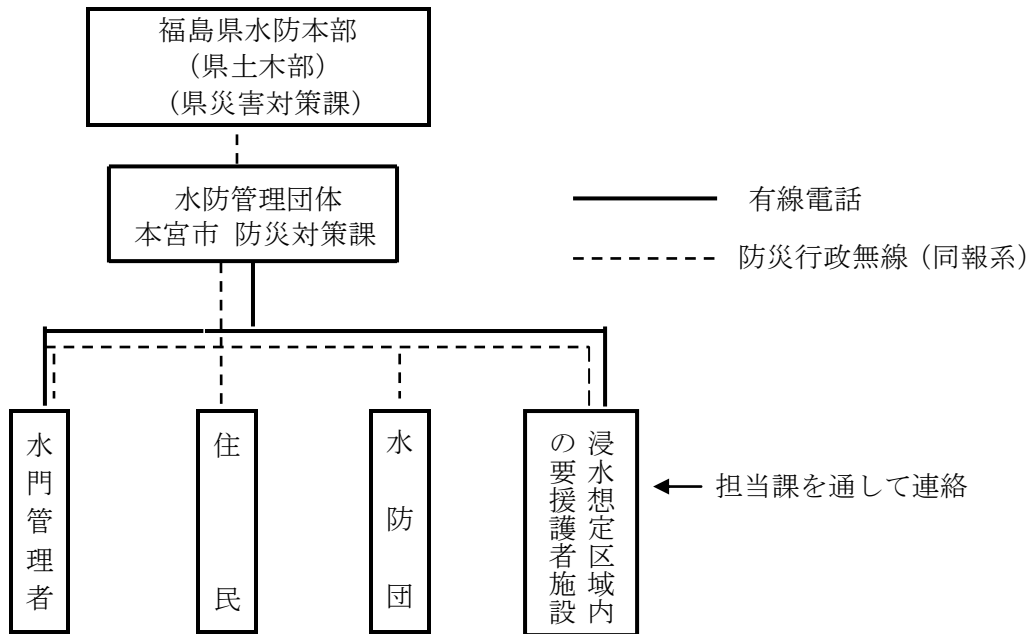 福島県水防本部
（県土木部）
（県災害対策課）
水防管理団体
本宮市 防災対策課
有線電話
防災行政無線（同報系）
水門管理者
住民
水防団
浸水想定区域内
の要援護者施設
担当課を通して連絡